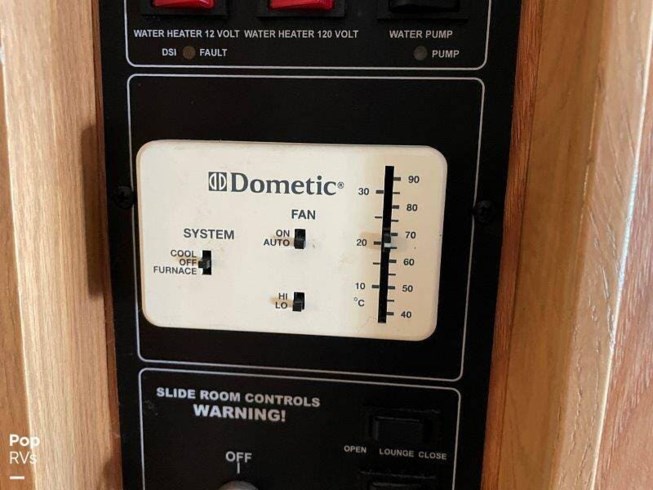 WATER HEATER 12 VOLT WATER HEATER 120 VOLT WATER PUMP
DSI FAULT PUMP
Dometic®
FAN
SYSTEM
ON
AUTO
COOL
OFF
FURNACE
HI
LO
30
20
10
°C
90
80
70
60
50
40
SLIDE ROOM CONTROLS
WARNING!
OFF
OPEN LOUNGE CLOSE
Pop
RVs